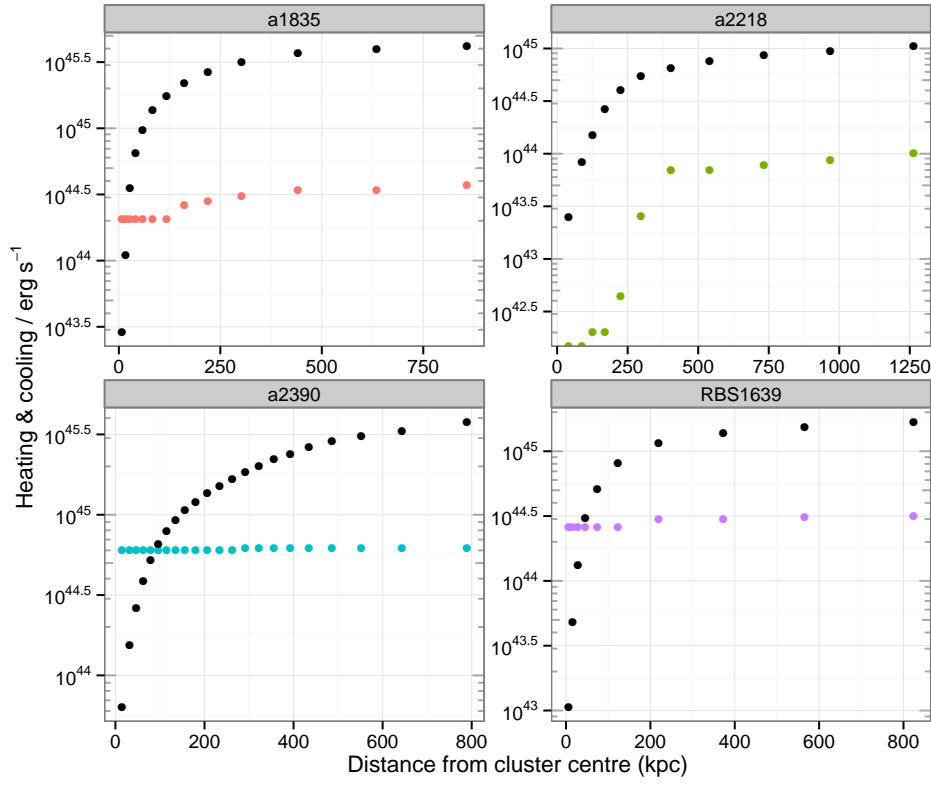 a1835
a2218
10^45.5
10^45
10^44.5
10^44
10^43.5
10^45
10^44.5
10^44
10^43.5
10^43
10^42.5
0 250 500 750
0 250 500 750 1000 1250
a2390
RBS1639
10^45.5
10^45
10^44.5
10^44
10^45
10^44.5
10^44
10^43.5
10^43
0 200 400 600 800
0 200 400 600 800
Heating & cooling / erg s⁻¹
Distance from cluster centre (kpc)